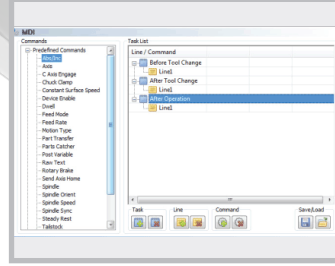 MDI
Commands
Predefined Commands
Abs/Inc
Axis
C Axis Engage
Chuck Clamp
Constant Surface Speed
Device Enable
Dwell
Feed Mode
Feed Rate
Motion Type
Part Transfer
Parts Catcher
Post Variable
Raw Text
Rotary Brake
Send Axis Home
Spindle
Spindle Orient
Spindle Speed
Spindle Sync
Steady Rest
Tailstock
Task List
Line / Command
Before Tool Change
Line1
After Tool Change
Line1
After Operation
Line1
Task
Line
Command
Save/Load